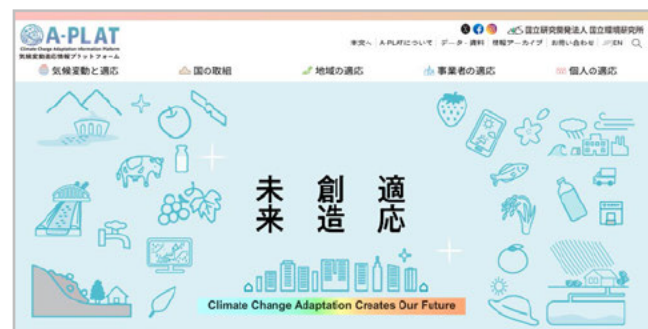 A-PLAT
Climate Change Adaptation Information Platform
気候変動適応情報プラットフォーム
国立研究開発法人 国立環境研究所
本文へ A-PLATについて データ・資料 情報アーカイブ お問い合わせ EN
気候変動と適応 国の取組 地域の適応 事業者の適応 個人の適応
適応
創造
未来
Climate Change Adaptation Creates Our Future